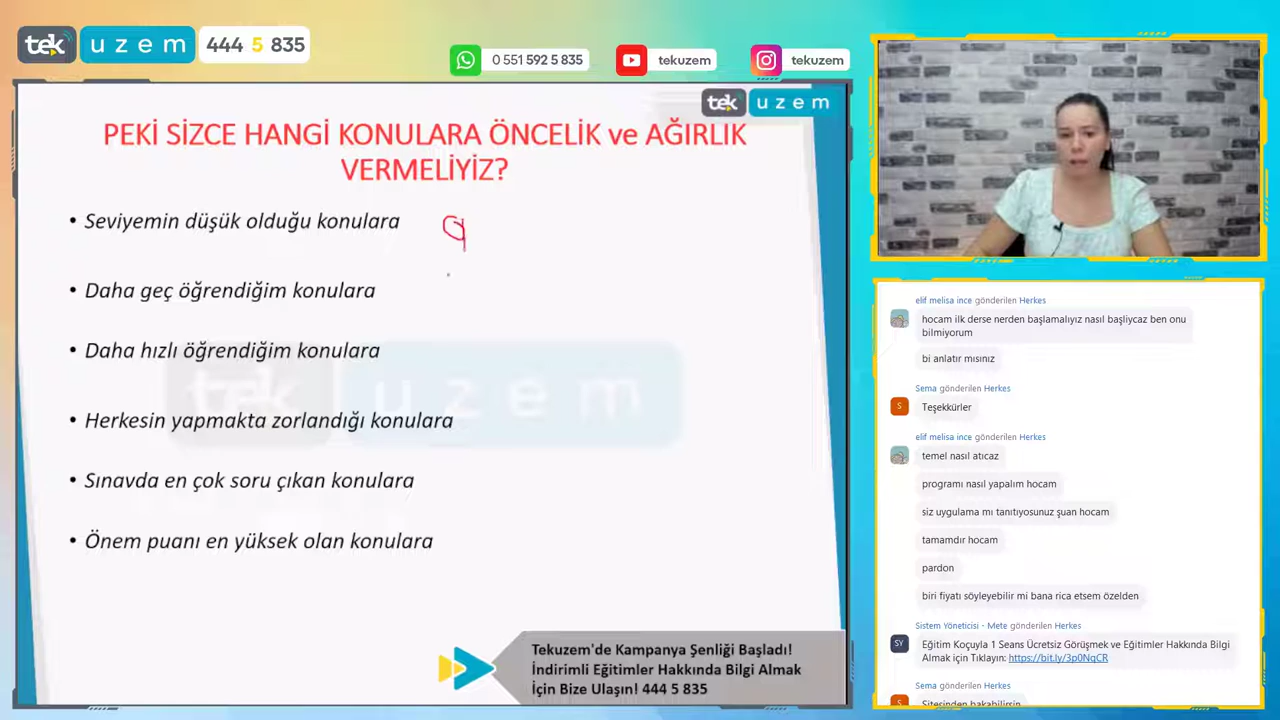 tek uzem 444 5 835
0 551 592 5 835
tekuzem
tekuzem
tek uzem
PEKİ SİZCE HANGİ KONULARA ÖNCELİK ve AĞIRLIK
VERMELİYİZ?
• Seviyemin düşük olduğu konulara
• Daha geç öğrendiğim konulara
• Daha hızlı öğrendiğim konulara
• Herkesin yapmakta zorlandığı konulara
• Sınavda en çok soru çıkan konulara
• Önem puanı en yüksek olan konulara
tek uzem
Tekuzem'de Kampanya Şenliği Başladı!
İndirimli Eğitimler Hakkında Bilgi Almak
İçin Bize Ulaşın! 444 5 835
elif melisa ince gönderilen Herkes
hocam ilk derse nerden başlamalıyız nasıl başliycaz ben onu
bilmiyorum
bi anlatır mısınız
Sema gönderilen Herkes
S
Teşekkürler
elif melisa ince gönderilen Herkes
temel nasıl atıcaz
programı nasıl yapalım hocam
siz uygulama mı tanıtıyosunuz şuan hocam
tamamdır hocam
pardon
biri fiyatı söyleyebilir mi bana rica etsem özelden
Sistem Yöneticisi - Mete gönderilen Herkes
SY
Eğitim Koçuyla 1 Seans Ücretsiz Görüşmek ve Eğitimler Hakkında Bilgi
Almak için Tıklayın: https://bit.ly/3p0NqCR
Sema gönderilen Herkes
S
Sitesinden bakabilirsin